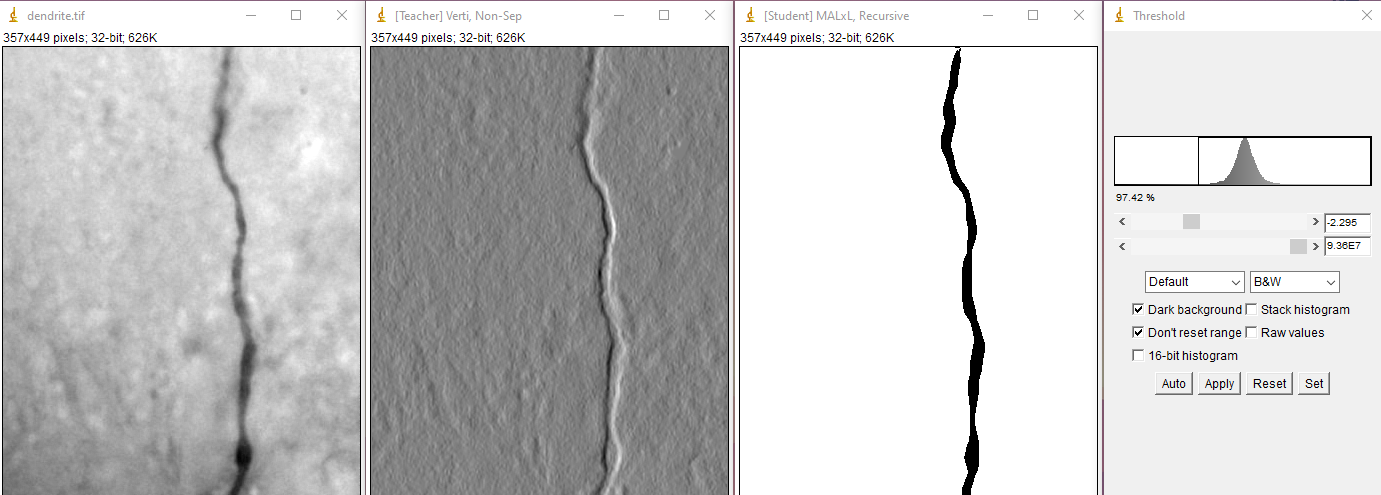 dendrite.tif
357x449 pixels; 32-bit; 626K
[Teacher] Verti, Non-Sep
357x449 pixels; 32-bit; 626K
[Student] MALxL, Recursive
357x449 pixels; 32-bit; 626K
Threshold
97.42 %
-2.295
9.36E7
Default B&W
Dark background Stack histogram
Don't reset range Raw values
16-bit histogram
Auto Apply Reset Set